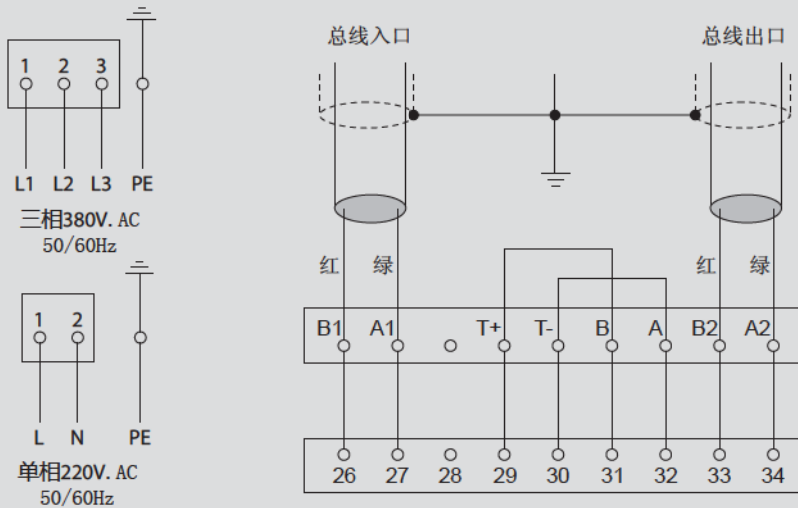 1 2 3
L1 L2 L3 PE
三相380V. AC
50/60Hz
1 2
L N PE
单相220V. AC
50/60Hz
总线入口 总线出口
红 绿 红 绿
B1 A1 T+ T- B A B2 A2
26 27 28 29 30 31 32 33 34